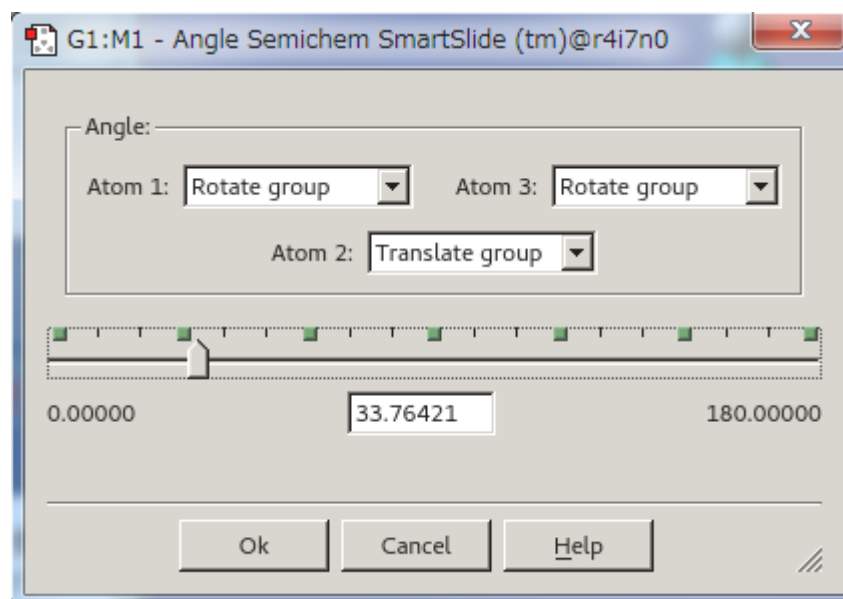 G1:M1 - Angle Semichem SmartSlide (tm)@r4i7n0
Angle:
Atom 1: Rotate group Atom 3: Rotate group
Atom 2: Translate group
0.00000 33.76421 180.00000
Ok Cancel Help